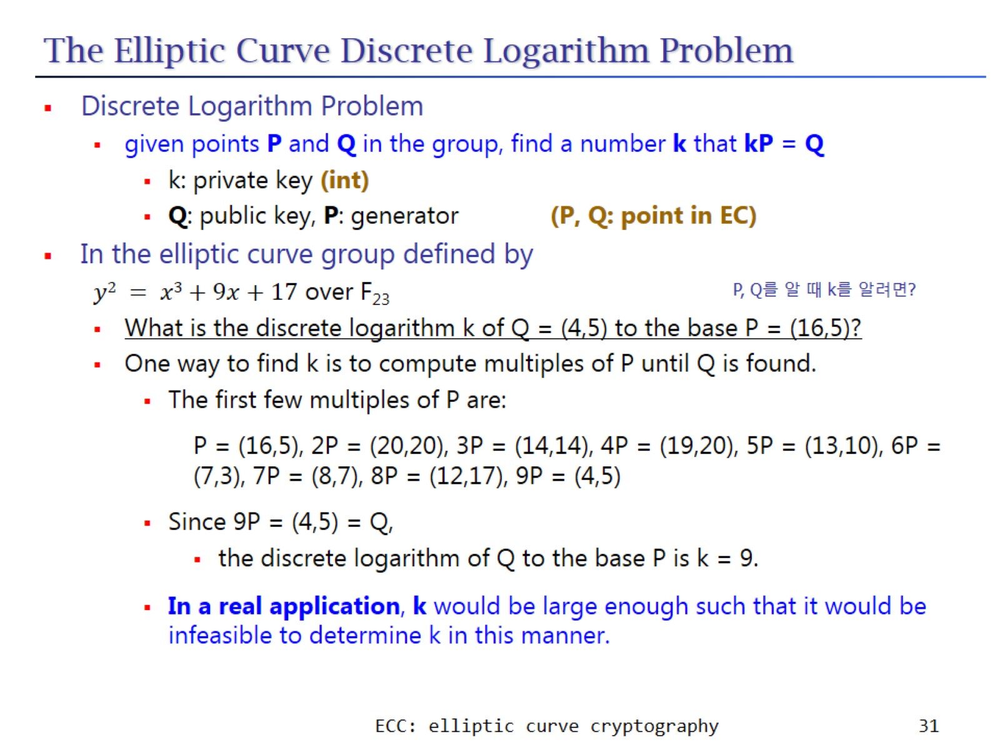 The Elliptic Curve Discrete Logarithm Problem
Discrete Logarithm Problem
given points P and Q in the group, find a number k that kP = Q
k: private key (int)
Q: public key, P: generator (P, Q: point in EC)
In the elliptic curve group defined by
y² = x³ + 9x + 17 over F₂₃ P, Q를 알 때 k를 알려면?
What is the discrete logarithm k of Q = (4,5) to the base P = (16,5)?
One way to find k is to compute multiples of P until Q is found.
The first few multiples of P are:
P = (16,5), 2P = (20,20), 3P = (14,14), 4P = (19,20), 5P = (13,10), 6P =
(7,3), 7P = (8,7), 8P = (12,17), 9P = (4,5)
Since 9P = (4,5) = Q,
the discrete logarithm of Q to the base P is k = 9.
In a real application, k would be large enough such that it would be
infeasible to determine k in this manner.
ECC: elliptic curve cryptography 31